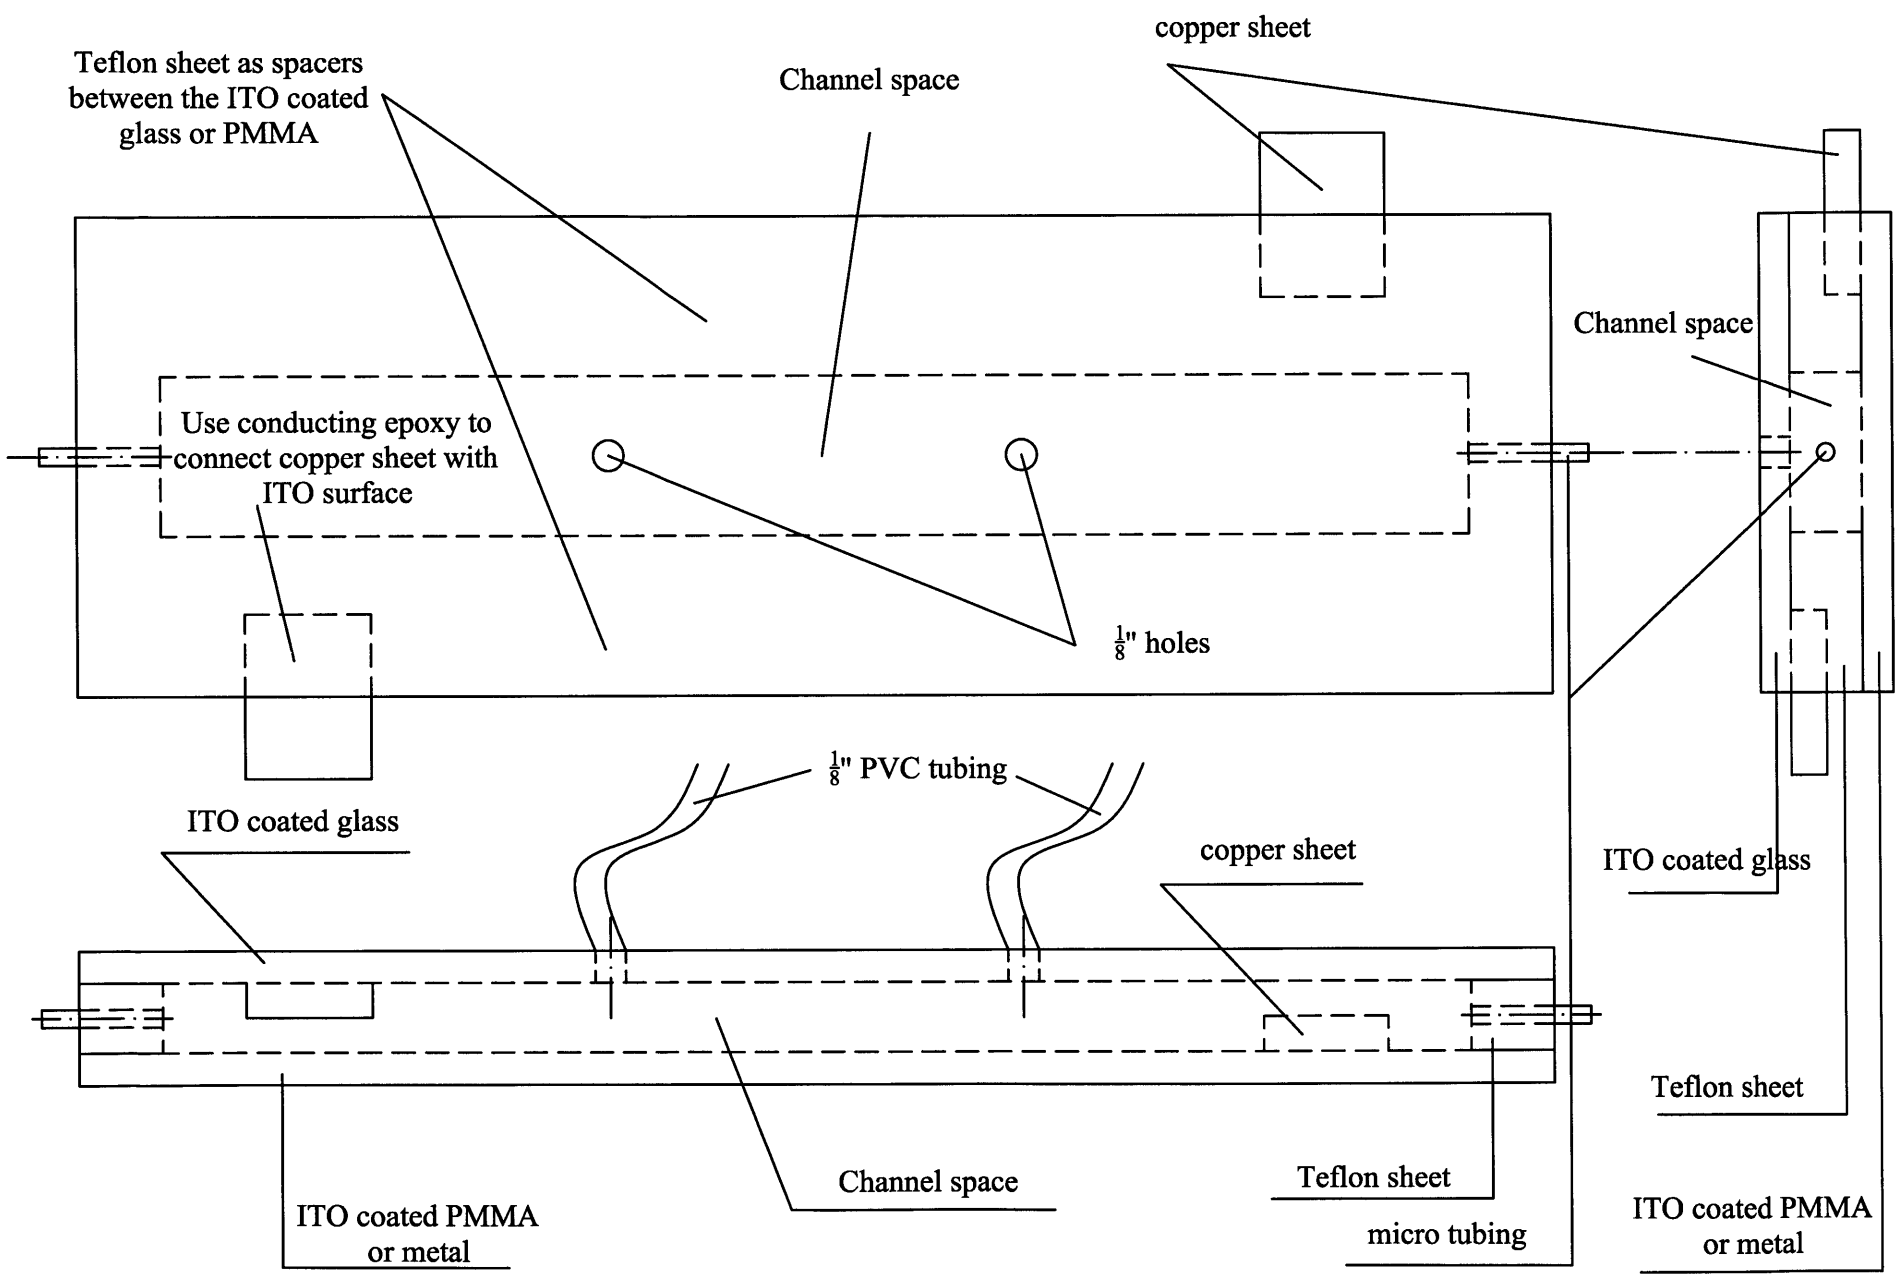 copper sheet
Teflon sheet as spacers
between the ITO coated
glass or PMMA
Channel space
Channel space
Use conducting epoxy to
connect copper sheet with
ITO surface
1/8" holes
1/8" PVC tubing
ITO coated glass
copper sheet
ITO coated glass
Teflon sheet
Channel space
Teflon sheet
ITO coated PMMA
or metal
micro tubing
ITO coated PMMA
or metal